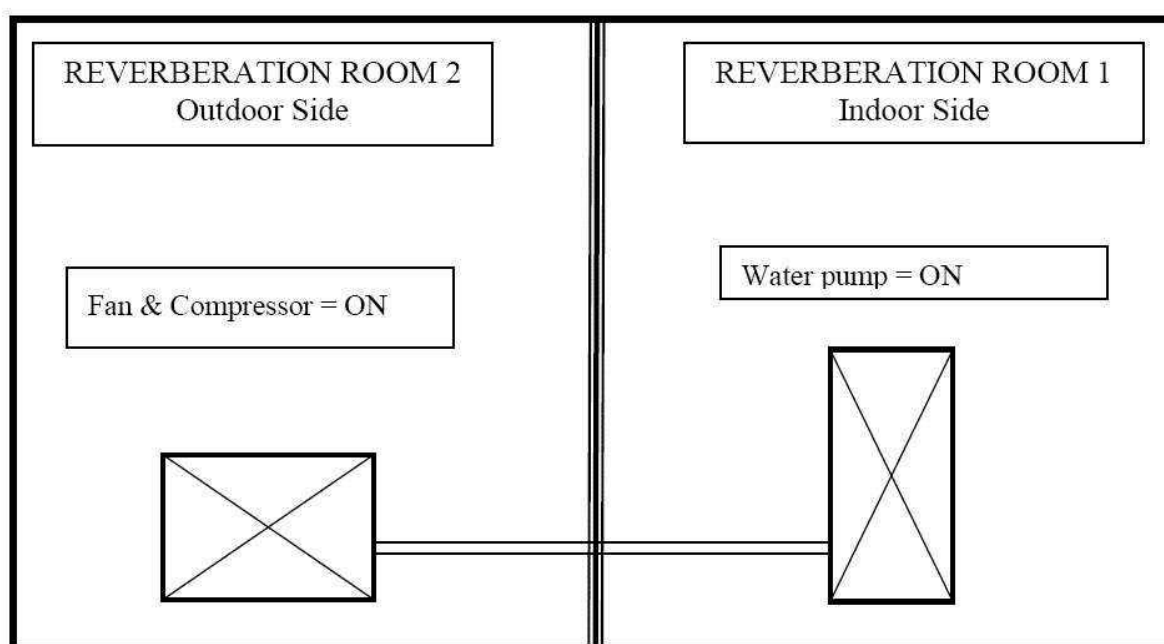 REVERBERATION ROOM 2
Outdoor Side
REVERBERATION ROOM 1
Indoor Side
Fan & Compressor = ON
Water pump = ON